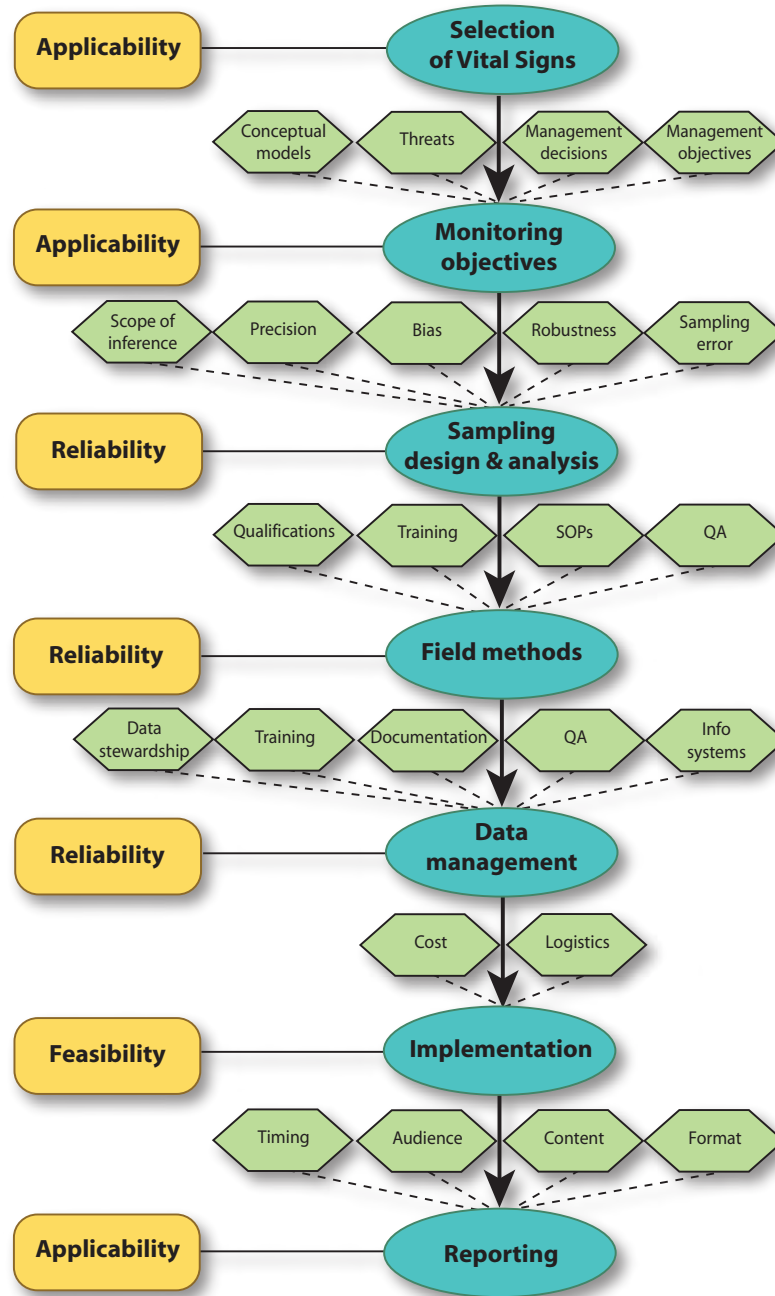 Applicability
Selection
of Vital Signs
Conceptual
models
Threats
Management
decisions
Management
objectives
Applicability
Monitoring
objectives
Scope of
inference
Precision
Bias
Robustness
Sampling
error
Reliability
Sampling
design & analysis
Qualifications
Training
SOPs
QA
Reliability
Field methods
Data
stewardship
Training
Documentation
QA
Info
systems
Reliability
Data
management
Cost
Logistics
Feasibility
Implementation
Timing
Audience
Content
Format
Applicability
Reporting